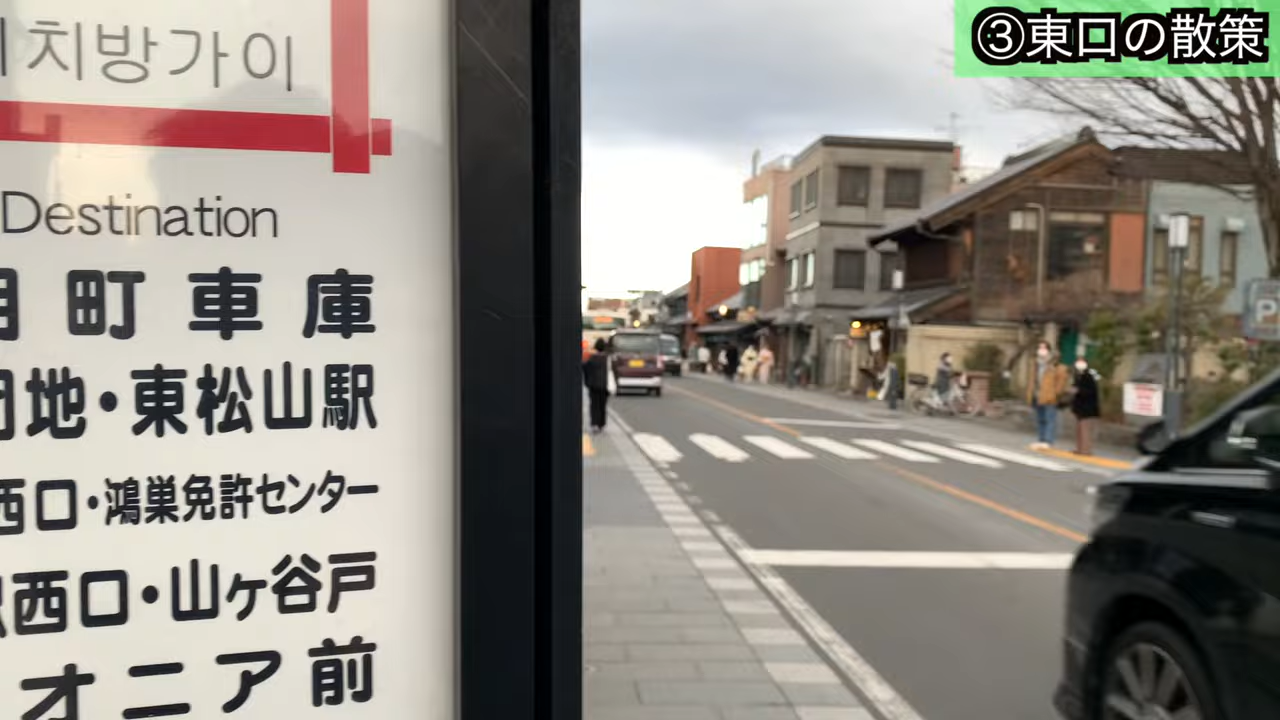 ③東口の散策
치방가이
Destination
町車庫
地・東松山駅
西口・鴻巣免許センター
西口・山ヶ谷戸
オニア前
P